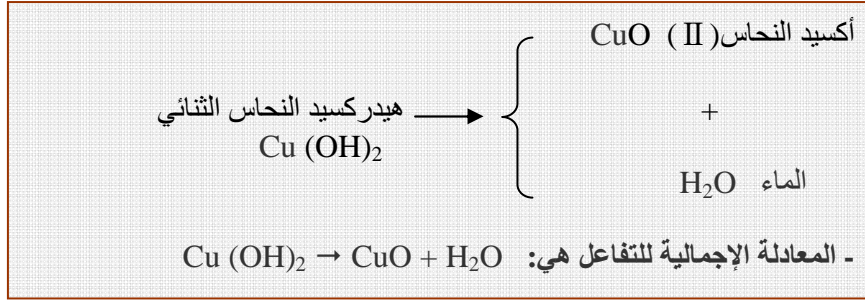 أكسيد النحاس( II ) CuO
هيدركسيد النحاس الثنائي
+
Cu (OH)₂
الماء H₂O
- المعادلة الإجمالية للتفاعل هي: Cu (OH)₂ → CuO + H₂O